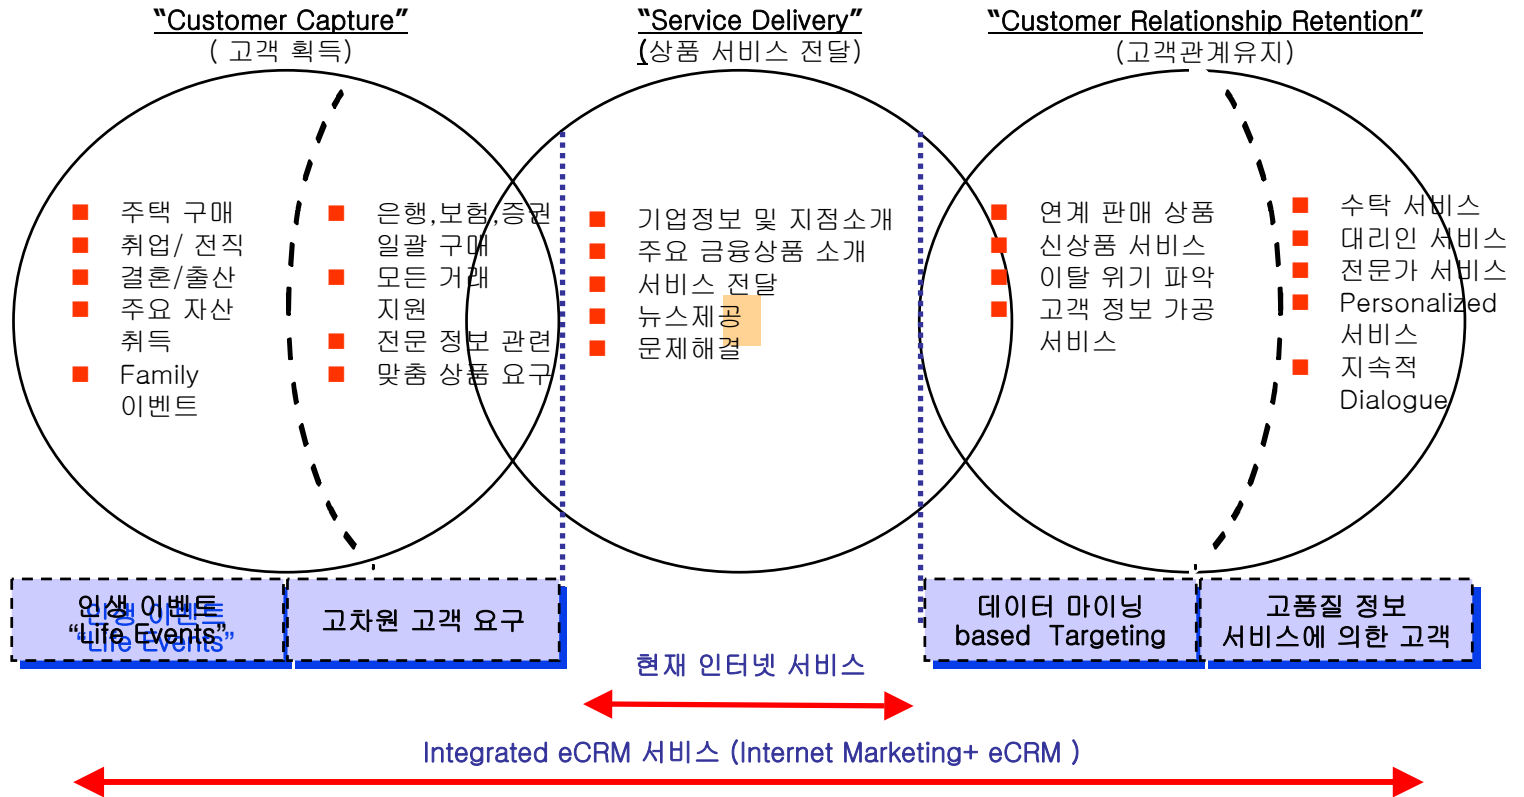 “Customer Capture”
( 고객 획득)
“Service Delivery”
(상품 서비스 전달)
“Customer Relationship Retention”
(고객관계유지)
주택 구매
취업/ 전직
결혼/출산
주요 자산
취득
Family
이벤트
은행,보험,증권
일괄 구매
모든 거래
지원
전문 정보 관련
맞춤 상품 요구
기업정보 및 지점소개
주요 금융상품 소개
서비스 전달
뉴스제공
문제해결
연계 판매 상품
신상품 서비스
이탈 위기 파악
고객 정보 가공
서비스
수탁 서비스
대리인 서비스
전문가 서비스
Personalized
서비스
지속적
Dialogue
인생 이벤트
“Life Events”
고차원 고객 요구
데이터 마이닝
based Targeting
고품질 정보
서비스에 의한 고객
현재 인터넷 서비스
Integrated eCRM 서비스 (Internet Marketing+ eCRM )